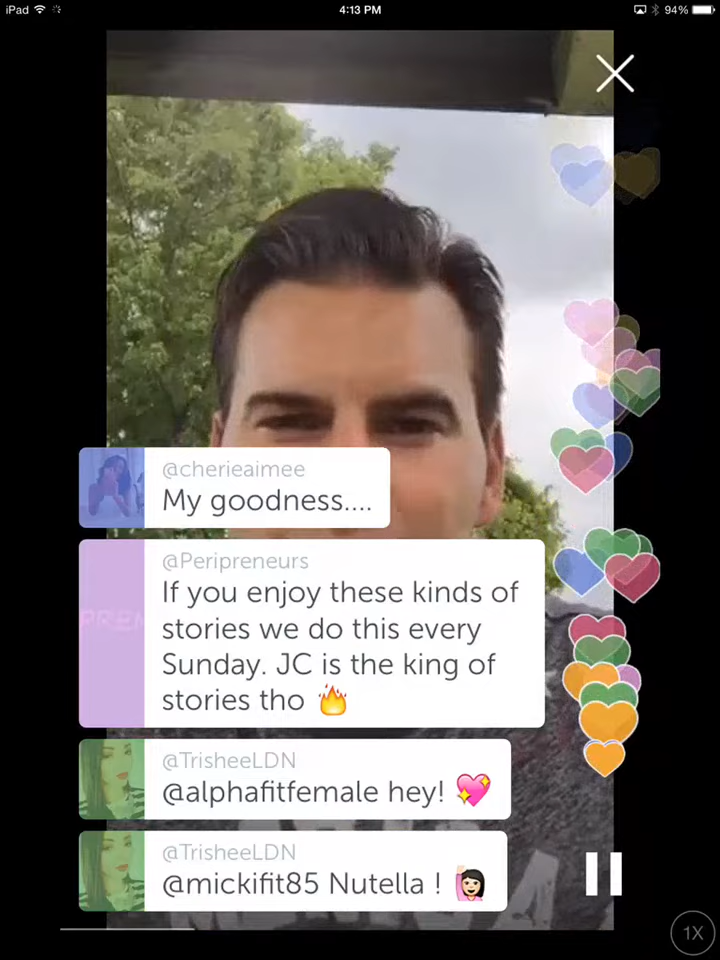 iPad 4:13 PM 94%
@cherieaimee
My goodness....
@Peripreneurs
If you enjoy these kinds of
stories we do this every
Sunday. JC is the king of
stories tho 🔥
@TrisheeLDN
@alphafitfemale hey! 💖
@TrisheeLDN
@mickifit85 Nutella ! 🙋🏻
1X